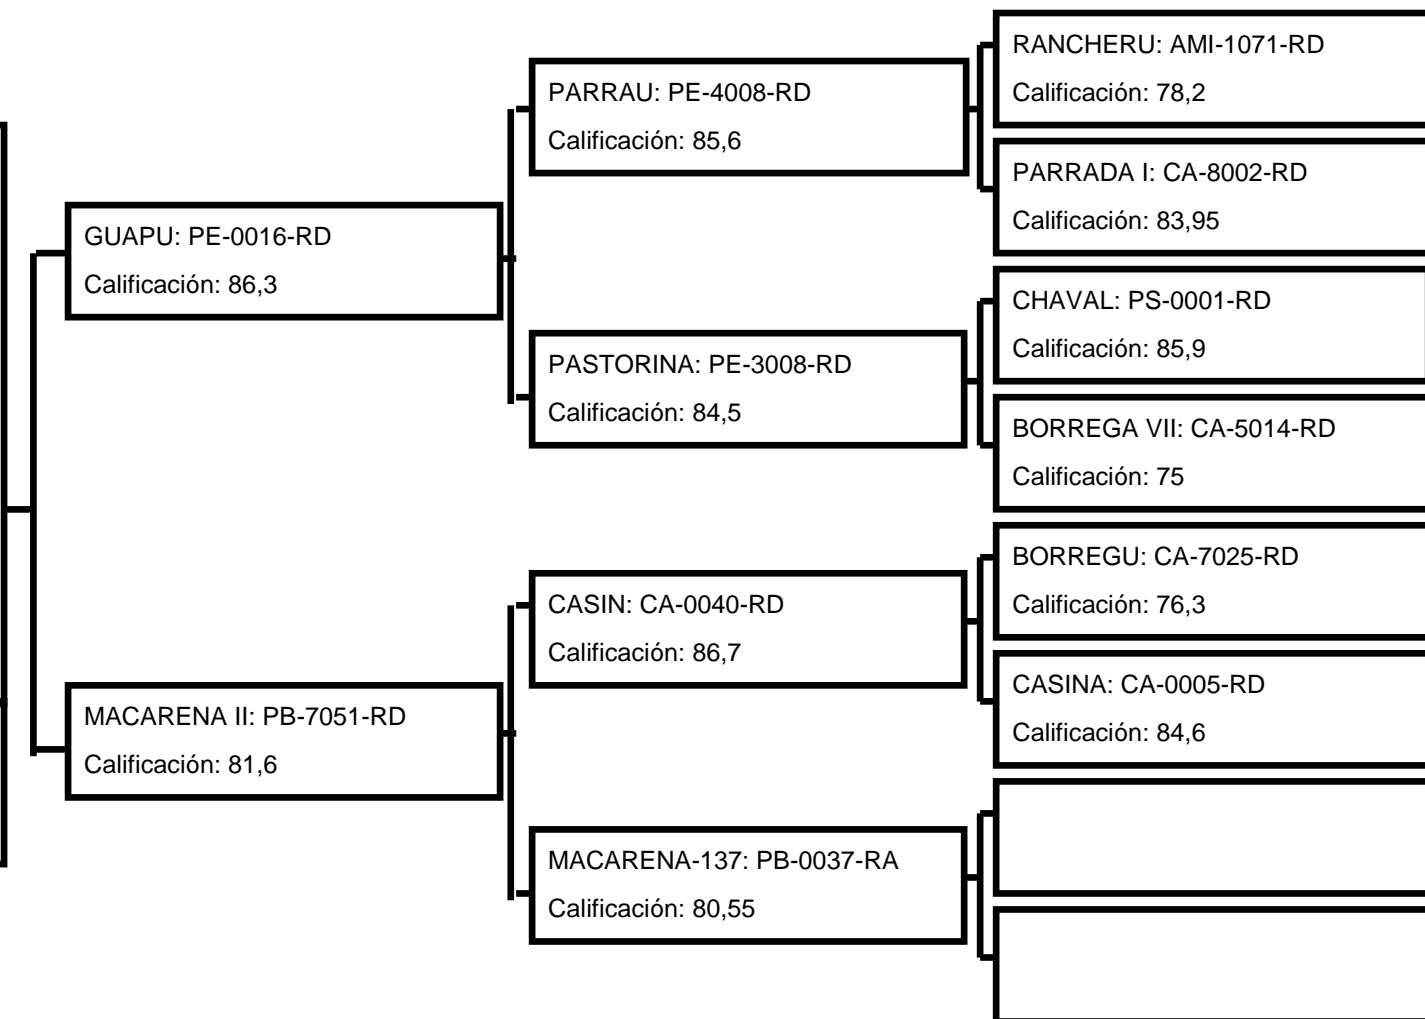 RANCHERU: AMI-1071-RD
Calificación: 78,2
PARRAU: PE-4008-RD
Calificación: 85,6
PARRADA I: CA-8002-RD
Calificación: 83,95
GUAPU: PE-0016-RD
Calificación: 86,3
CHAVAL: PS-0001-RD
Calificación: 85,9
PASTORINA: PE-3008-RD
Calificación: 84,5
BORREGA VII: CA-5014-RD
Calificación: 75
BORREGU: CA-7025-RD
Calificación: 76,3
CASIN: CA-0040-RD
Calificación: 86,7
CASINA: CA-0005-RD
Calificación: 84,6
MACARENA II: PB-7051-RD
Calificación: 81,6
MACARENA-137: PB-0037-RA
Calificación: 80,55